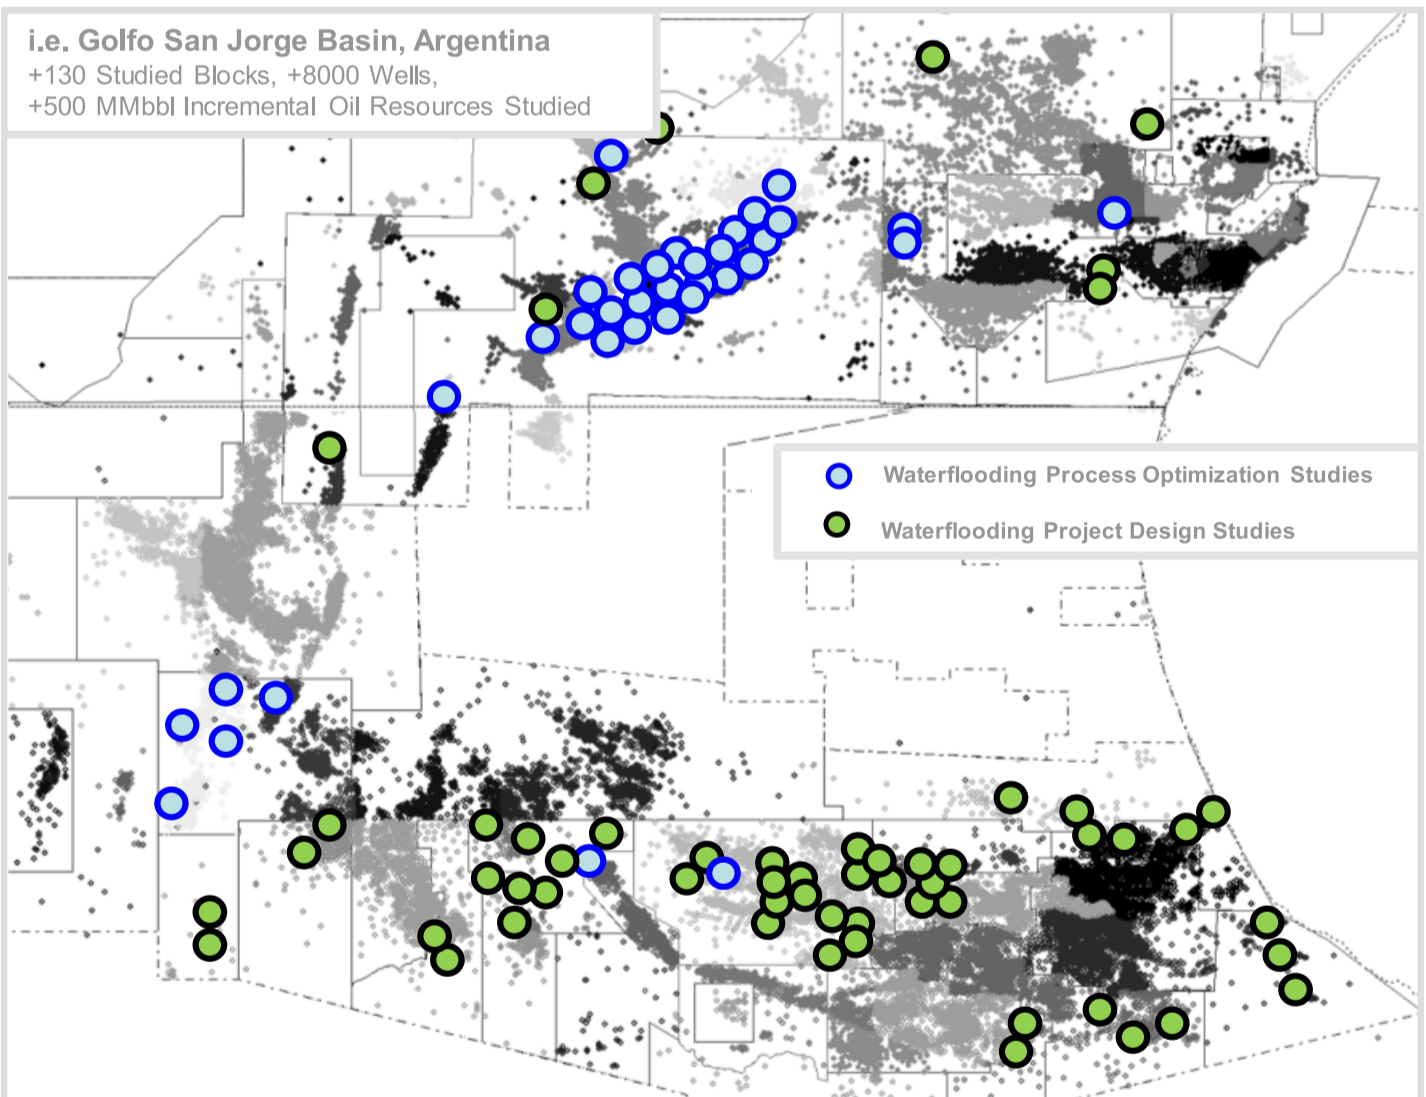 i.e. Golfo San Jorge Basin, Argentina
+130 Studied Blocks, +8000 Wells,
+500 MMbbl Incremental Oil Resources Studied
Waterflooding Process Optimization Studies
Waterflooding Project Design Studies